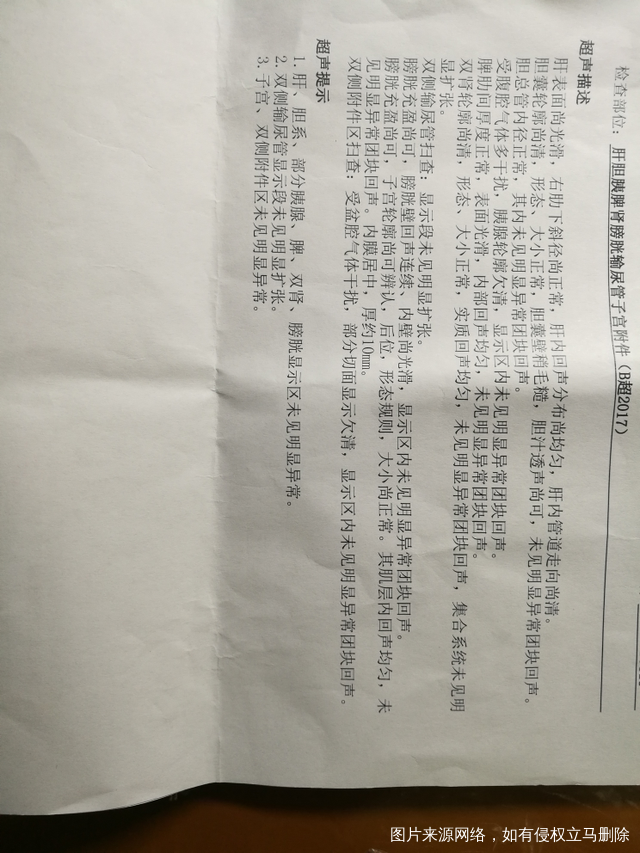 检查部位：肝胆胰脾肾膀胱输尿管子宫附件（B超2017）
超声描述
肝表面尚光滑，右肋下斜径尚正常，肝内回声分布尚均匀，肝内管道走向尚清。
胆囊轮廓尚清，形态、大小正常，胆囊壁稍毛糙，胆汁透声尚可，未见明显异常团块回声。
胆总管内径正常，其内未见明显异常团块回声。
受腹腔气体多干扰，胰腺轮廓欠清，显示区内未见明显异常团块回声。
脾肋间厚度正常，表面光滑，内部回声均匀，未见明显异常团块回声。
双肾轮廓尚清，形态、大小正常，实质回声均匀，未见明显异常团块回声，集合系统未见明
显扩张。
双侧输尿管扫查：显示段未见明显扩张。
膀胱充盈尚可，膀胱壁回声连续、内壁尚光滑，显示区内未见明显异常团块回声。
膀胱充盈尚可，子宫轮廓尚可辨认，后位，形态规则，大小尚正常。其肌层内回声均匀，未
见明显异常团块回声。内膜居中，厚约10mm。
双侧附件区扫查：受盆腔气体干扰，部分切面显示欠清，显示区内未见明显异常团块回声。
超声提示
1. 肝、胆系、部分胰腺、脾、双肾、膀胱显示区未见明显异常。
2. 双侧输尿管显示段未见明显扩张。
3. 子宫、双侧附件区未见明显异常。
图片来源网络，如有侵权立马删除